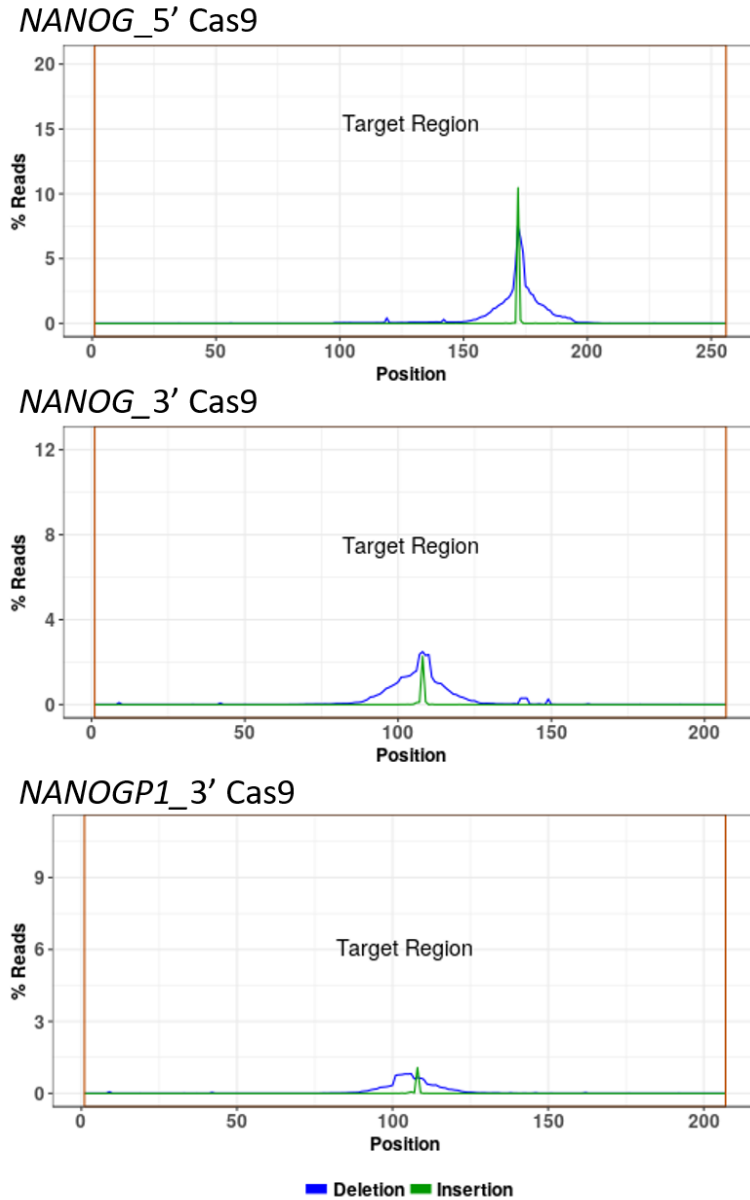 NANOG_5’ Cas9
20
15
10
5
0
% Reads
Target Region
0 50 100 150 200 250
Position
NANOG_3’ Cas9
12
8
4
0
% Reads
Target Region
0 50 100 150 200
Position
NANOGP1_3’ Cas9
9
6
3
0
% Reads
Target Region
0 50 100 150 200
Position
Deletion Insertion